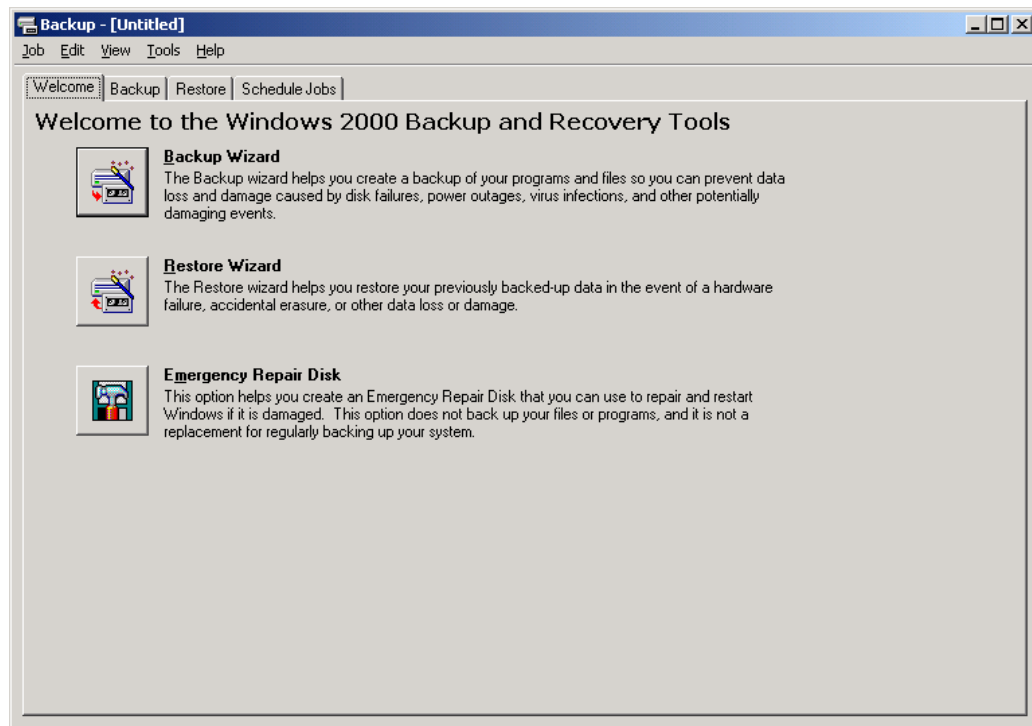 Backup - [Untitled]
Job Edit View Tools Help
Welcome Backup Restore Schedule Jobs
Welcome to the Windows 2000 Backup and Recovery Tools
Backup Wizard
The Backup wizard helps you create a backup of your programs and files so you can prevent data
loss and damage caused by disk failures, power outages, virus infections, and other potentially
damaging events.
Restore Wizard
The Restore wizard helps you restore your previously backed-up data in the event of a hardware
failure, accidental erasure, or other data loss or damage.
Emergency Repair Disk
This option helps you create an Emergency Repair Disk that you can use to repair and restart
Windows if it is damaged. This option does not back up your files or programs, and it is not a
replacement for regularly backing up your system.